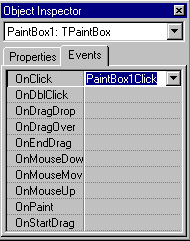 Object Inspector
PaintBox1: TPaintBox
Properties Events
OnClick PaintBox1Click
OnDblClick
OnDragDrop
OnDragOver
OnEndDrag
OnMouseDow
OnMouseMov
OnMouseUp
OnPaint
OnStartDrag